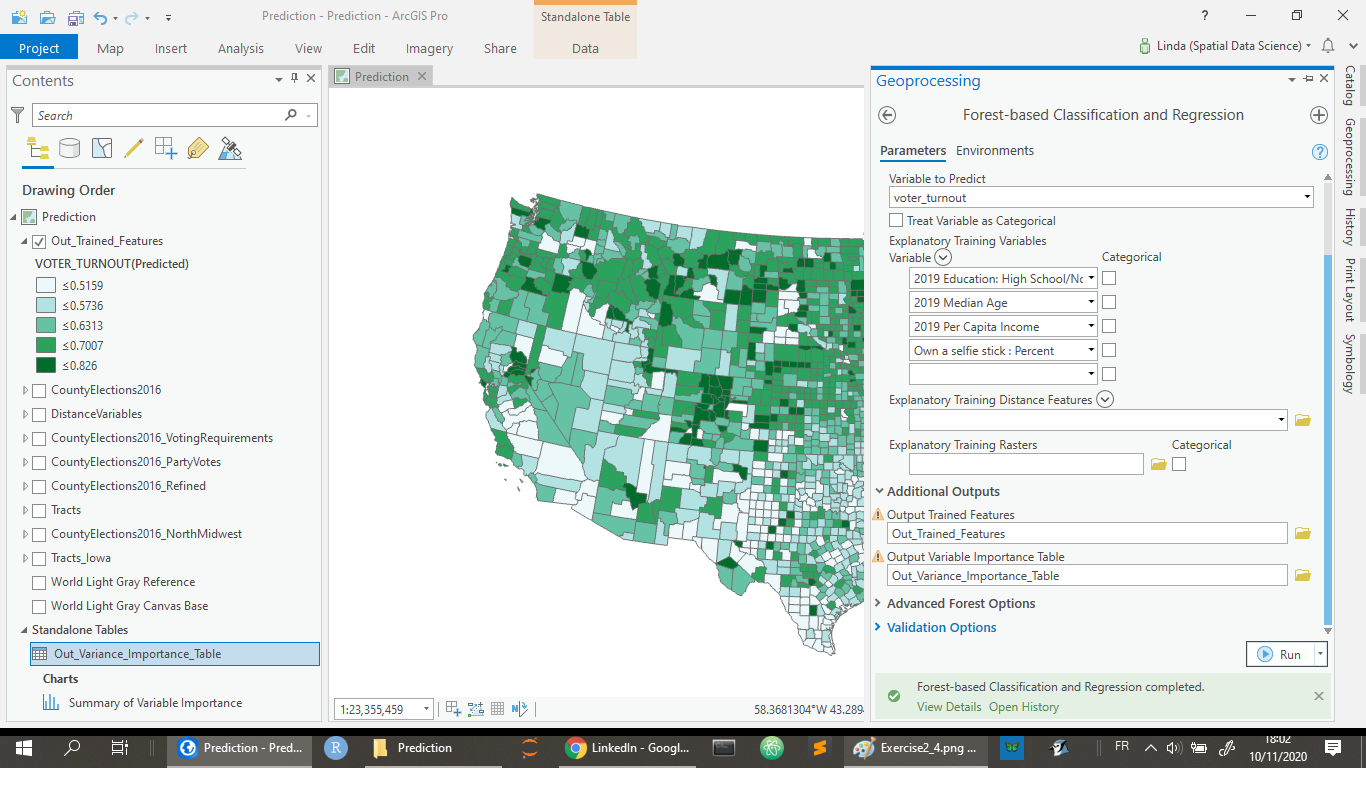 Prediction - Prediction - ArcGIS Pro
Standalone Table
?
Project
Map
Insert
Analysis
View
Edit
Imagery
Share
Data
Linda (Spatial Data Science)
Contents
Search
Drawing Order
Prediction
Out_Trained_Features
VOTER_TURNOUT(Predicted)
≤0.5159
≤0.5736
≤0.6313
≤0.7007
≤0.826
CountyElections2016
DistanceVariables
CountyElections2016_VotingRequirements
CountyElections2016_PartyVotes
CountyElections2016_Refined
Tracts
CountyElections2016_NorthMidwest
Tracts_Iowa
World Light Gray Reference
World Light Gray Canvas Base
Standalone Tables
Out_Variance_Importance_Table
Charts
Summary of Variable Importance
Prediction
1:23,355,459
58.3681304°W 43.289
Geoprocessing
Forest-based Classification and Regression
Parameters
Environments
?
Variable to Predict
voter_turnout
Treat Variable as Categorical
Explanatory Training Variables
Variable
Categorical
2019 Education: High School/No
2019 Median Age
2019 Per Capita Income
Own a selfie stick : Percent
Explanatory Training Distance Features
Explanatory Training Rasters
Categorical
Additional Outputs
Output Trained Features
Out_Trained_Features
Output Variable Importance Table
Out_Variance_Importance_Table
Advanced Forest Options
Validation Options
Run
Forest-based Classification and Regression completed.
View Details Open History
Catalog
Geoprocessing
History
Print Layout
Symbology
Prediction - Pred...
R
Prediction
LinkedIn - Googl...
Exercise2_4.png ...
FR
18:02
10/11/2020